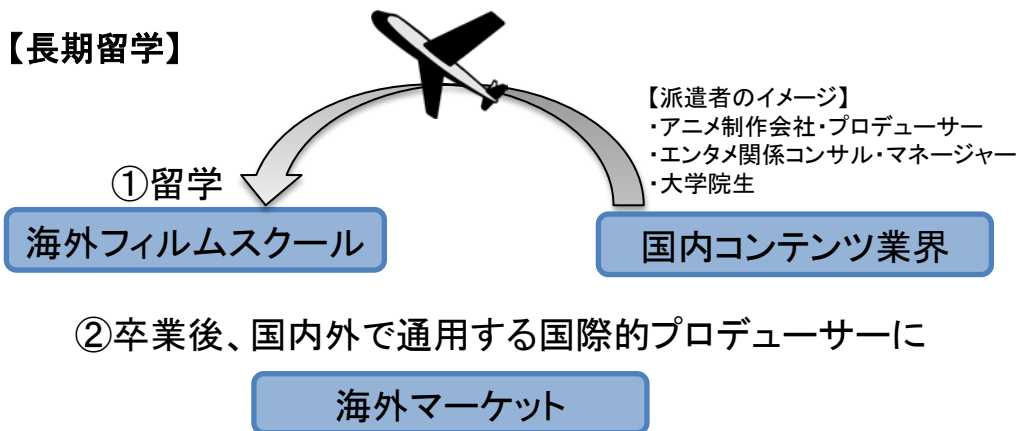 【長期留学】
【派遣者のイメージ】
・アニメ制作会社・プロデューサー
・エンタメ関係コンサル・マネージャー
・大学院生
①留学
海外フィルムスクール
国内コンテンツ業界
②卒業後、国内外で通用する国際的プロデューサーに
海外マーケット